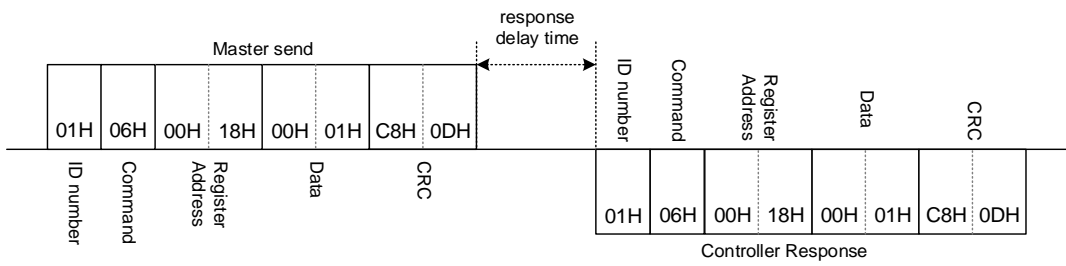 response
delay time
Master send
01H 06H 00H 18H 00H 01H C8H 0DH
ID number
Command
Register
Address
Data
CRC
ID number
Command
Register
Address
Data
CRC
01H 06H 00H 18H 00H 01H C8H 0DH
Controller Response